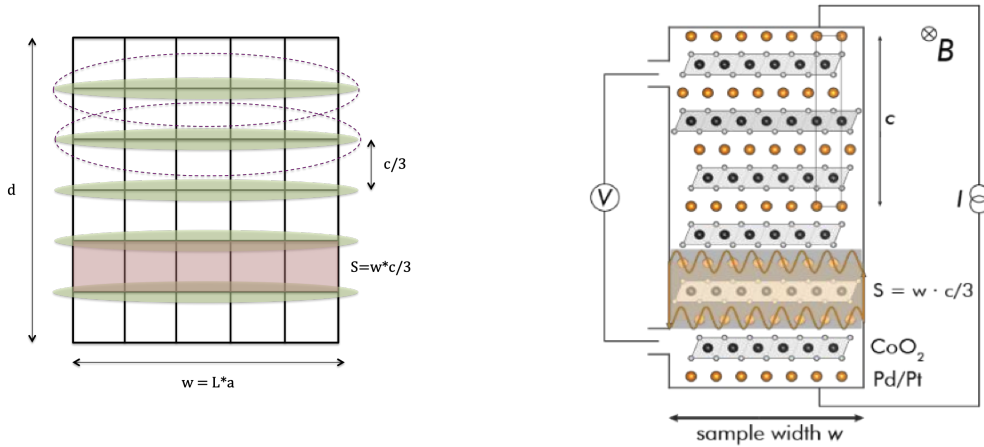 d
c/3
S=w*c/3
w = L*a
B
c
V
I
S = w · c/3
CoO₂
Pd/Pt
sample width w